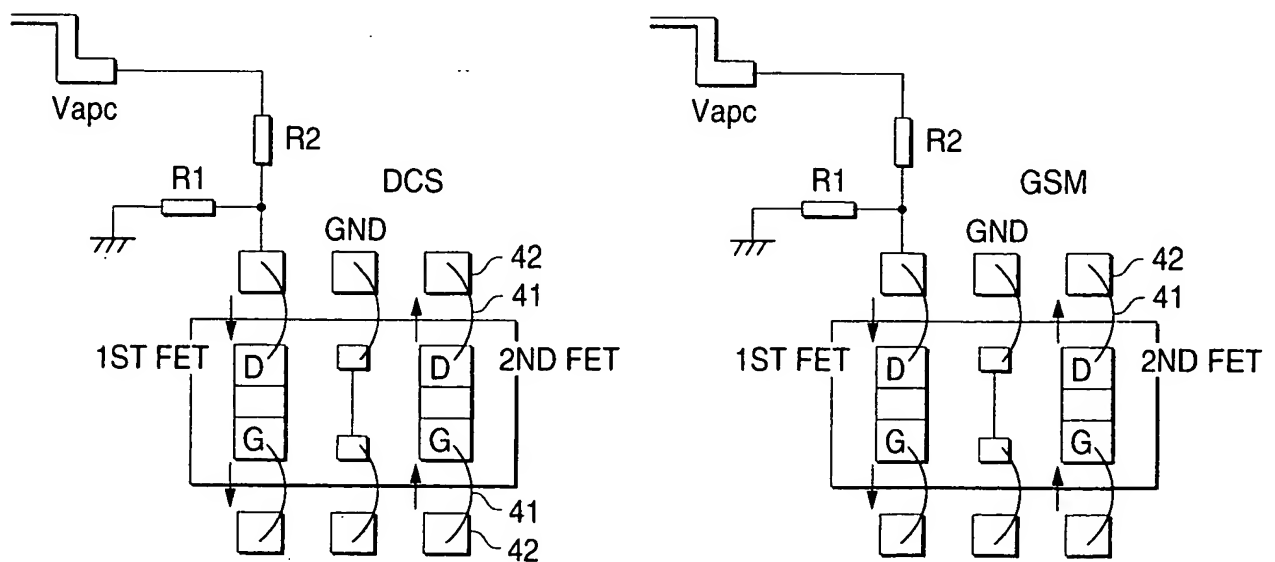 Vapc
R2
R1
DCS
GND
42
41
1ST FET
D
D
2ND FET
G
G
41
42
Vapc
R2
R1
GSM
GND
42
41
1ST FET
D
D
2ND FET
G
G